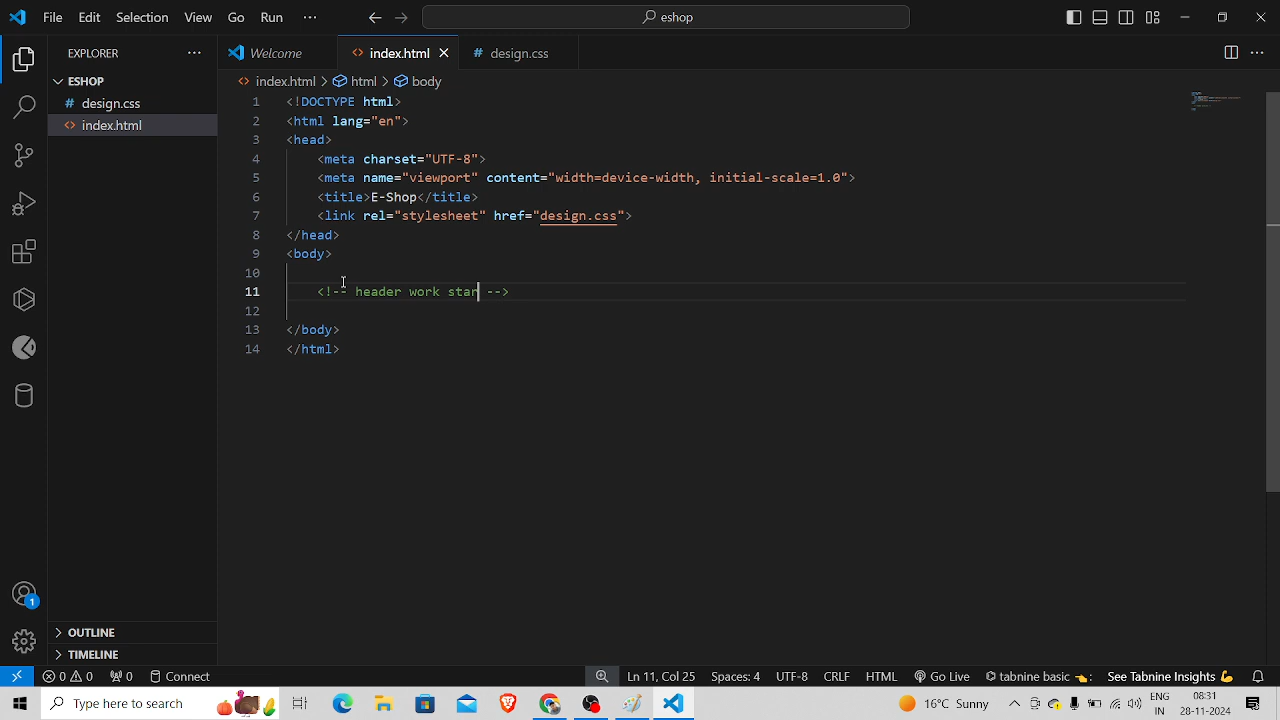 File Edit Selection View Go Run ··· eshop
EXPLORER ··· Welcome index.html design.css ···
ESHOP
design.css
index.html
index.html > html > body
1 <!DOCTYPE html>
2 <html lang="en">
3 <head>
4 <meta charset="UTF-8">
5 <meta name="viewport" content="width=device-width, initial-scale=1.0">
6 <title>E-Shop</title>
7 <link rel="stylesheet" href="design.css">
8 </head>
9 <body>
10
11 <!-- header work star -->
12
13 </body>
14 </html>
OUTLINE
TIMELINE
1
0 0 0 Connect Ln 11, Col 25 Spaces: 4 UTF-8 CRLF HTML Go Live tabnine basic 👈: See Tabnine Insights 💪
Type here to search 16°C Sunny ENG IN 08:31 28-11-2024